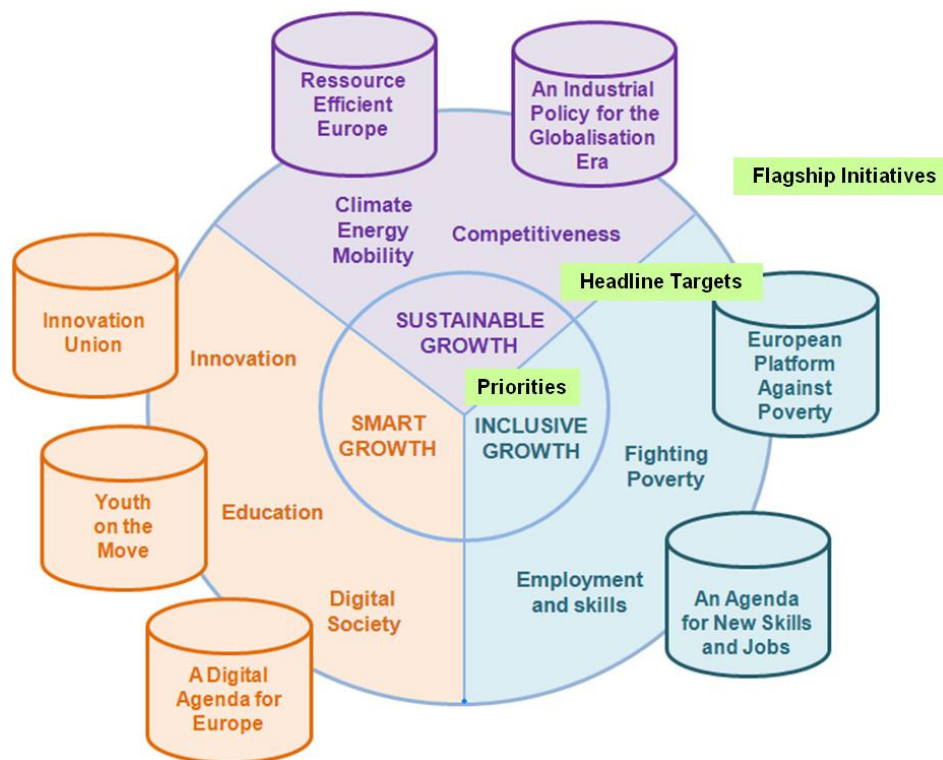 Ressource
Efficient
Europe
An Industrial
Policy for the
Globalisation
Era
Flagship Initiatives
Climate
Energy
Mobility
Competitiveness
Headline Targets
Innovation
Union
Innovation
SUSTAINABLE
GROWTH
European
Platform
Against
Poverty
Priorities
SMART
GROWTH
INCLUSIVE
GROWTH
Fighting
Poverty
Youth
on the
Move
Education
Digital
Society
Employment
and skills
An Agenda
for New Skills
and Jobs
A Digital
Agenda for
Europe